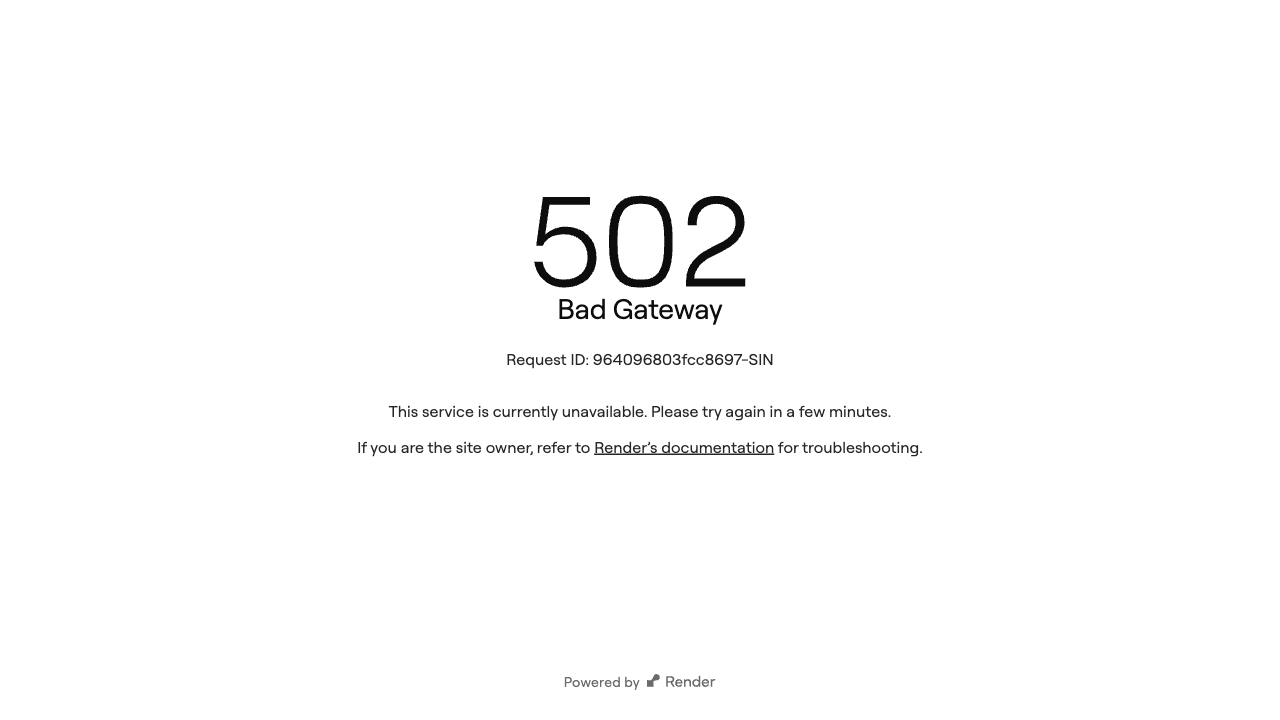 502
Bad Gateway
Request ID: 964096803fcc8697-SIN
This service is currently unavailable. Please try again in a few minutes.
If you are the site owner, refer to Render's documentation for troubleshooting.
Powered by Render